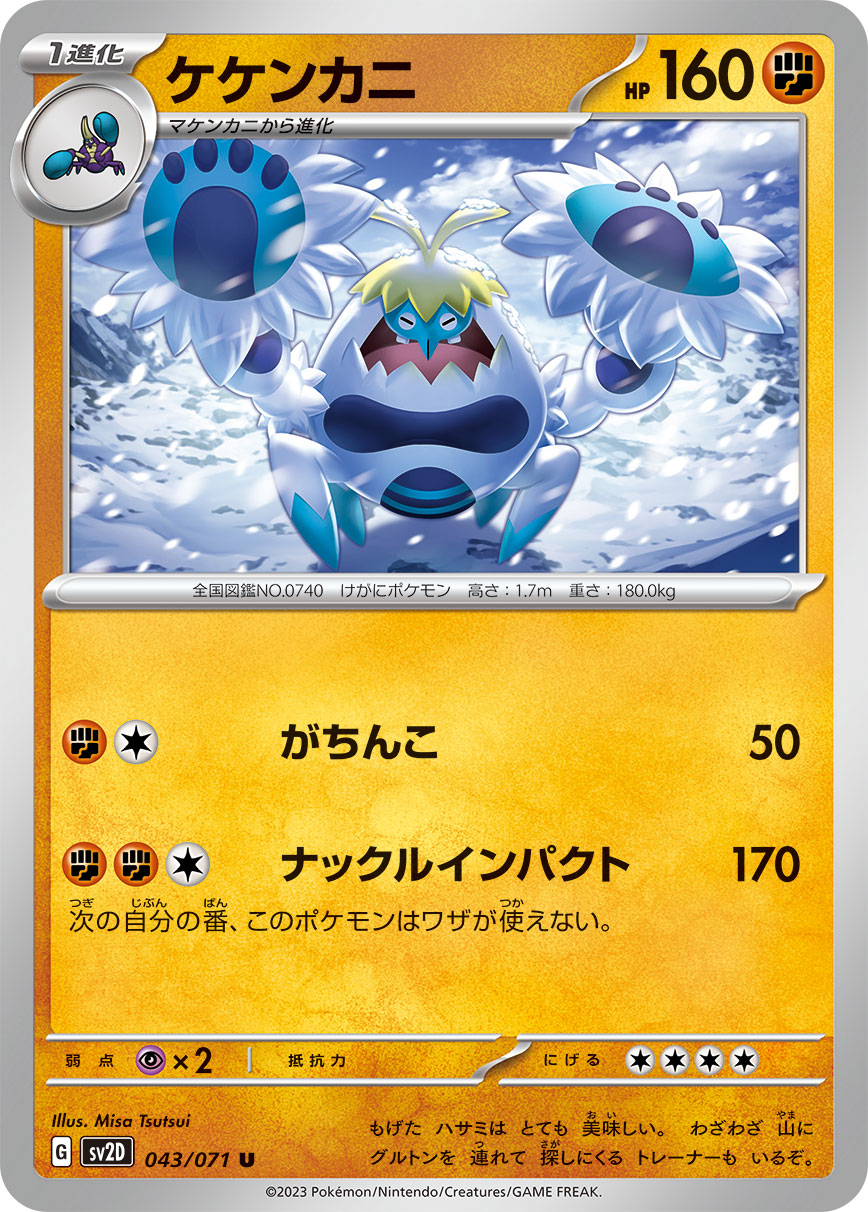 1進化
ケケンカニ
HP 160
マケンカニから進化
全国図鑑NO.0740 けがにポケモン 高さ：1.7m 重さ：180.0kg
がちんこ 50
ナックルインパクト 170
次の自分の番、このポケモンはワザが使えない。
弱点 ×2 抵抗力 にげる
Illus. Misa Tsutsui
G sv2D 043/071 U
もげた ハサミは とても 美味しい。 わざわざ 山に
グルトンを 連れて 探しにくる トレーナーも いるぞ。
©2023 Pokémon/Nintendo/Creatures/GAME FREAK.